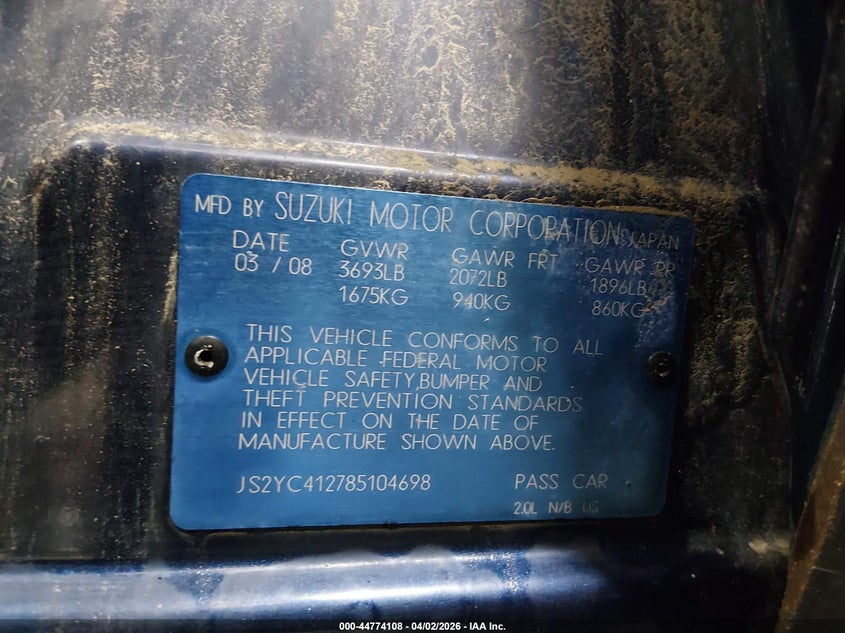 MFD BY SUZUKI MOTOR CORPORATION JAPAN
DATE GVWR GAWR FRT GAWR RR
03 / 08 3693LB 2072LB 1896LB
1675KG 940KG 860KG
THIS VEHICLE CONFORMS TO ALL
APPLICABLE FEDERAL MOTOR
VEHICLE SAFETY,BUMPER AND
THEFT PREVENTION STANDARDS
IN EFFECT ON THE DATE OF
MANUFACTURE SHOWN ABOVE.
JS2YC412785104698 PASS CAR
2.0L N/B US
000-44774108 - 04/02/2026 - IAA Inc.